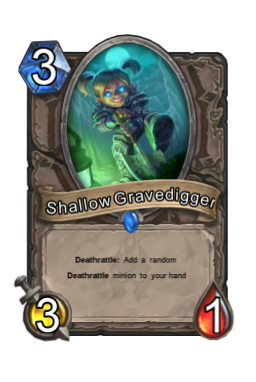 3
Shallow Gravedigger
Deathrattle: Add a random
Deathrattle minion to your hand
3
1